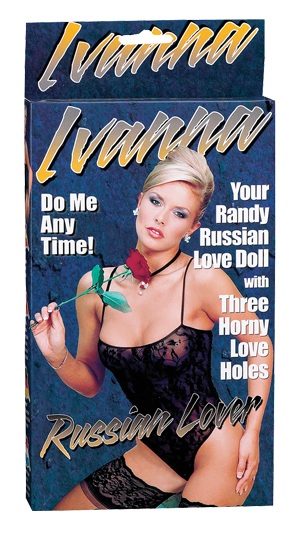 Ivanna
Ivanna
Do Me
Any
Time!
Your
Randy
Russian
Love Doll
with
Three
Horny
Love
Holes
Russian Lover